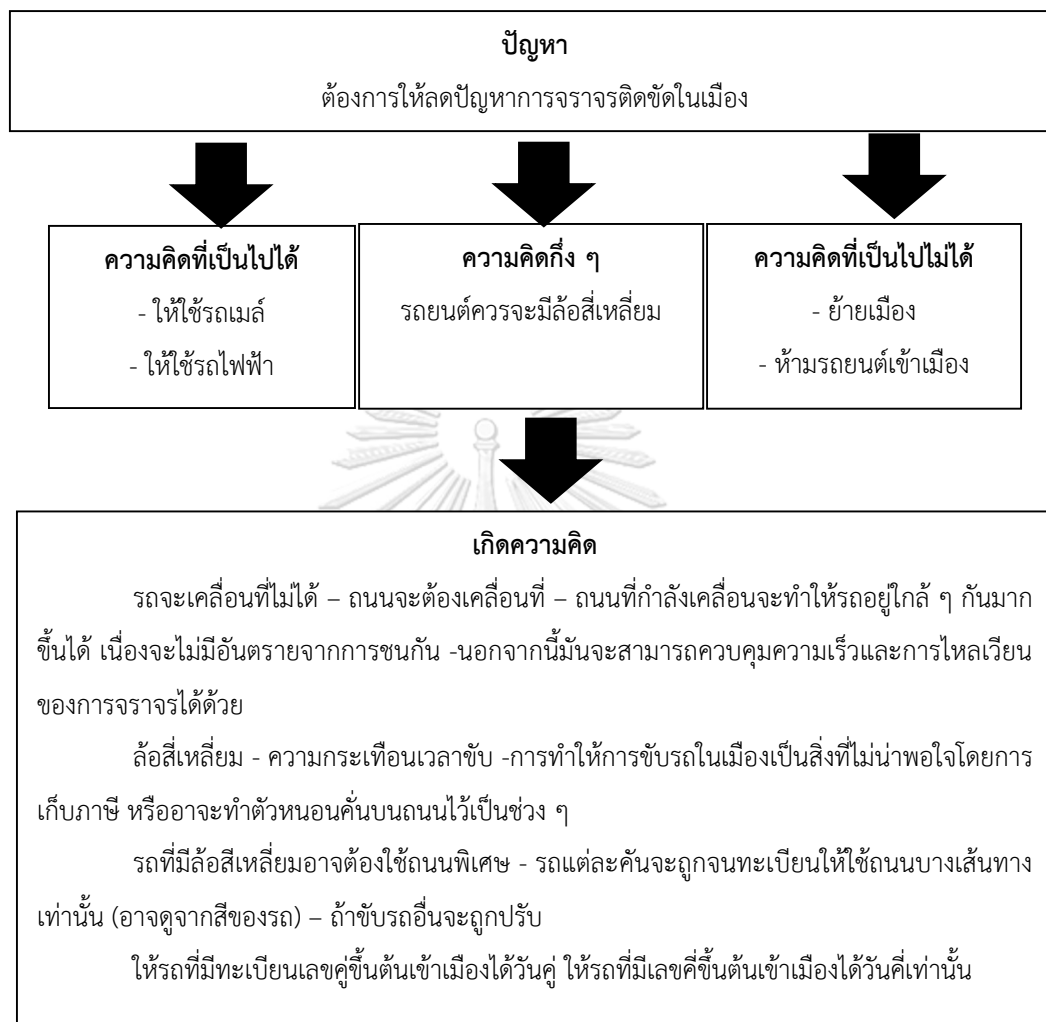 ปัญหา
ต้องการให้ลดปัญหาการจราจรติดขัดในเมือง
ความคิดที่เป็นไปได้
- ให้ใช้รถเมล์
- ให้ใช้รถไฟฟ้า
ความคิดกึ่ง ๆ
รถยนต์ควรจะมีล้อสี่เหลี่ยม
ความคิดที่เป็นไปไม่ได้
- ย้ายเมือง
- ห้ามรถยนต์เข้าเมือง
เกิดความคิด
รถจะเคลื่อนที่ไม่ได้ – ถนนจะต้องเคลื่อนที่ – ถนนที่กำลังเคลื่อนจะทำให้รถอยู่ใกล้ ๆ กันมาก
ขึ้นได้ เนื่องจะไม่มีอันตรายจากการชนกัน -นอกจากนี้มันจะสามารถควบคุมความเร็วและการไหลเวียน
ของการจราจรได้ด้วย
ล้อสี่เหลี่ยม - ความกระเทือนเวลาขับ -การทำให้การขับรถในเมืองเป็นสิ่งที่ไม่น่าพอใจโดยการ
เก็บภาษี หรืออาจะทำตัวหนอนคั่นบนถนนไว้เป็นช่วง ๆ
รถที่มีล้อสีเหลี่ยมอาจต้องใช้ถนนพิเศษ - รถแต่ละคันจะถูกจนทะเบียนให้ใช้ถนนบางเส้นทาง
เท่านั้น (อาจดูจากสีของรถ) – ถ้าขับรถอื่นจะถูกปรับ
ให้รถที่มีทะเบียนเลขคู่ขึ้นต้นเข้าเมืองได้วันคู่ ให้รถที่มีเลขคี่ขึ้นต้นเข้าเมืองได้วันคี่เท่านั้น